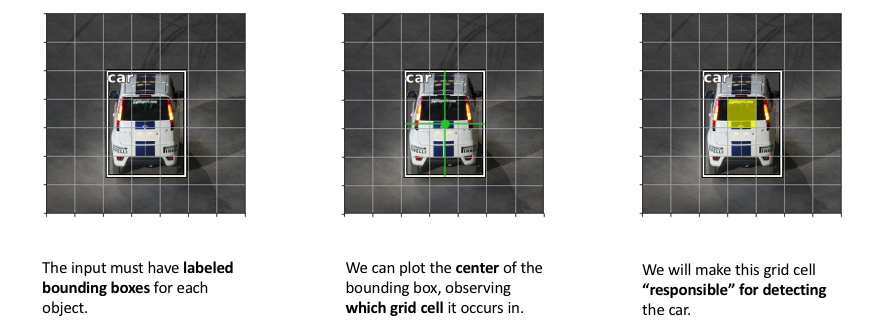 car
car
car
The input must have labeled
bounding boxes for each
object.
We can plot the center of the
bounding box, observing
which grid cell it occurs in.
We will make this grid cell
“responsible” for detecting
the car.